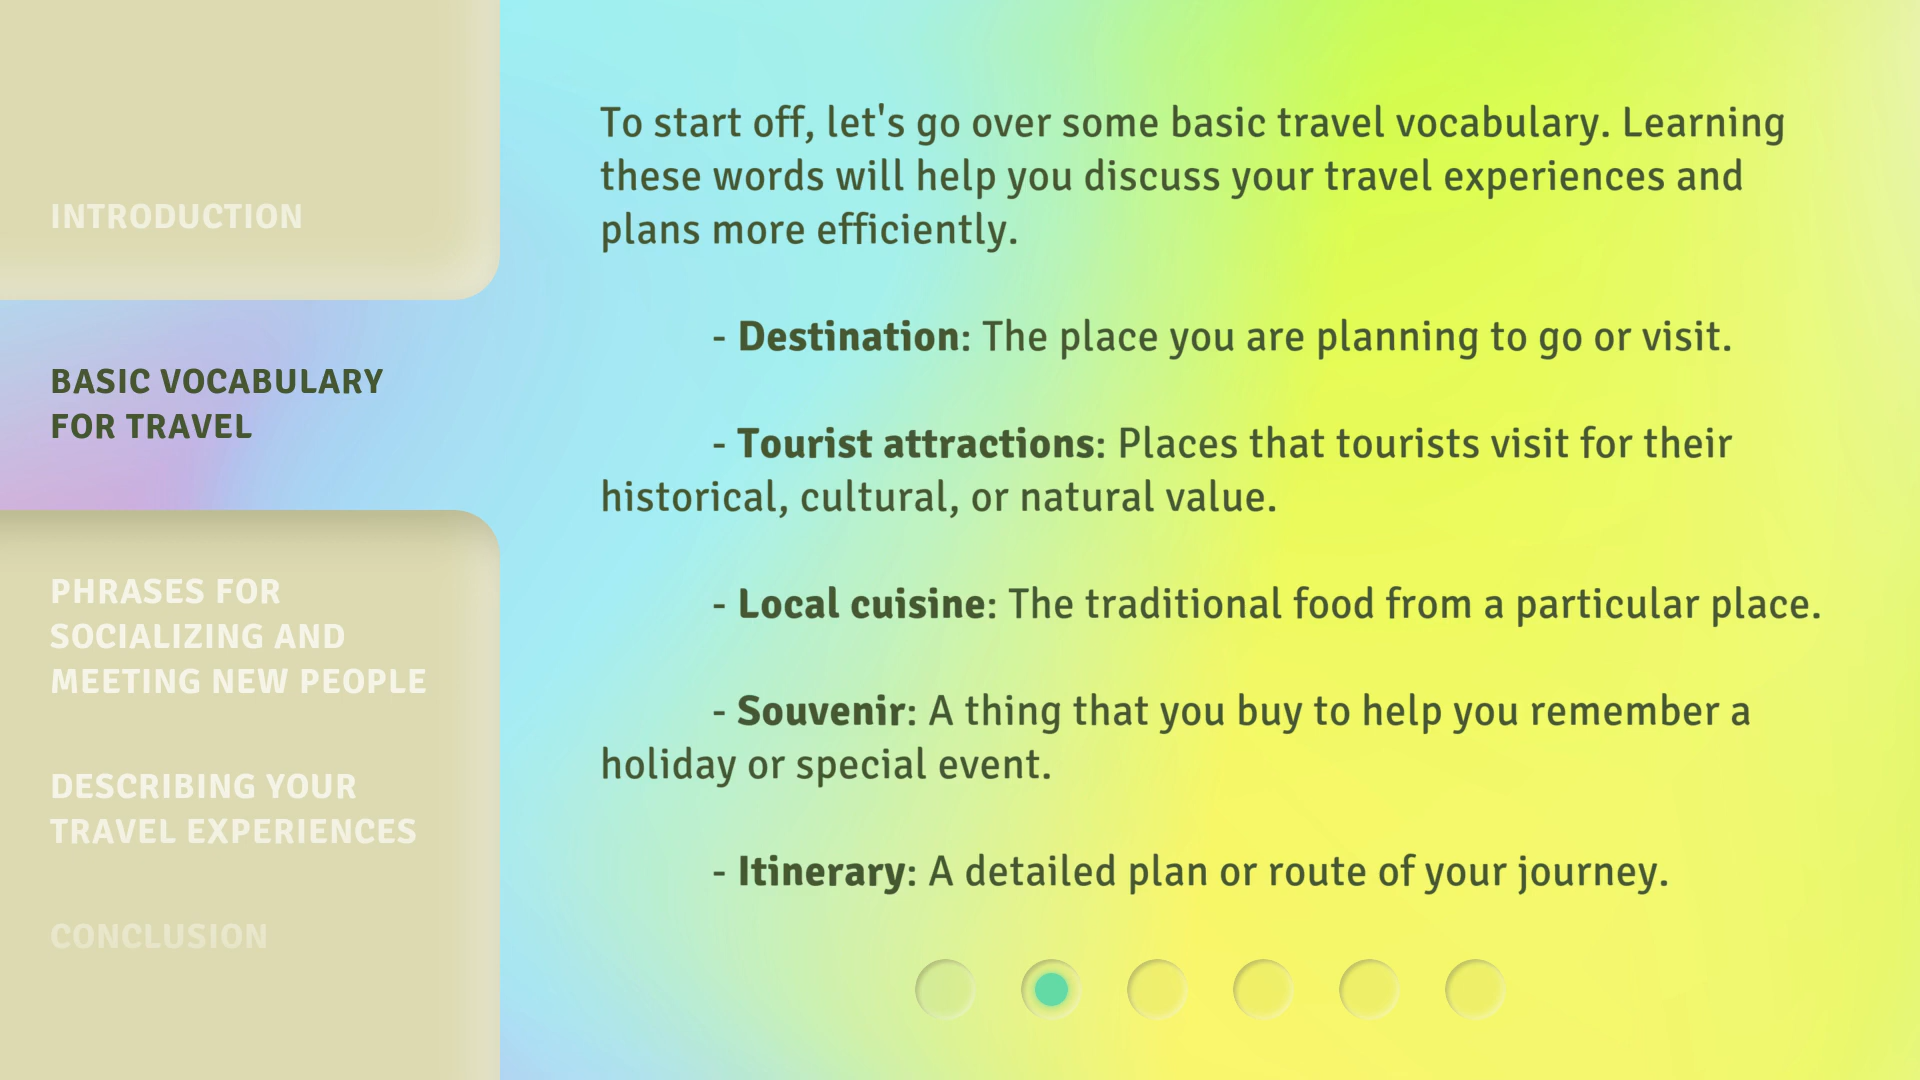 INTRODUCTION
BASIC VOCABULARY
FOR TRAVEL
PHRASES FOR
SOCIALIZING AND
MEETING NEW PEOPLE
DESCRIBING YOUR
TRAVEL EXPERIENCES
CONCLUSION
To start off, let's go over some basic travel vocabulary. Learning
these words will help you discuss your travel experiences and
plans more efficiently.
- Destination: The place you are planning to go or visit.
- Tourist attractions: Places that tourists visit for their
historical, cultural, or natural value.
- Local cuisine: The traditional food from a particular place.
- Souvenir: A thing that you buy to help you remember a
holiday or special event.
- Itinerary: A detailed plan or route of your journey.